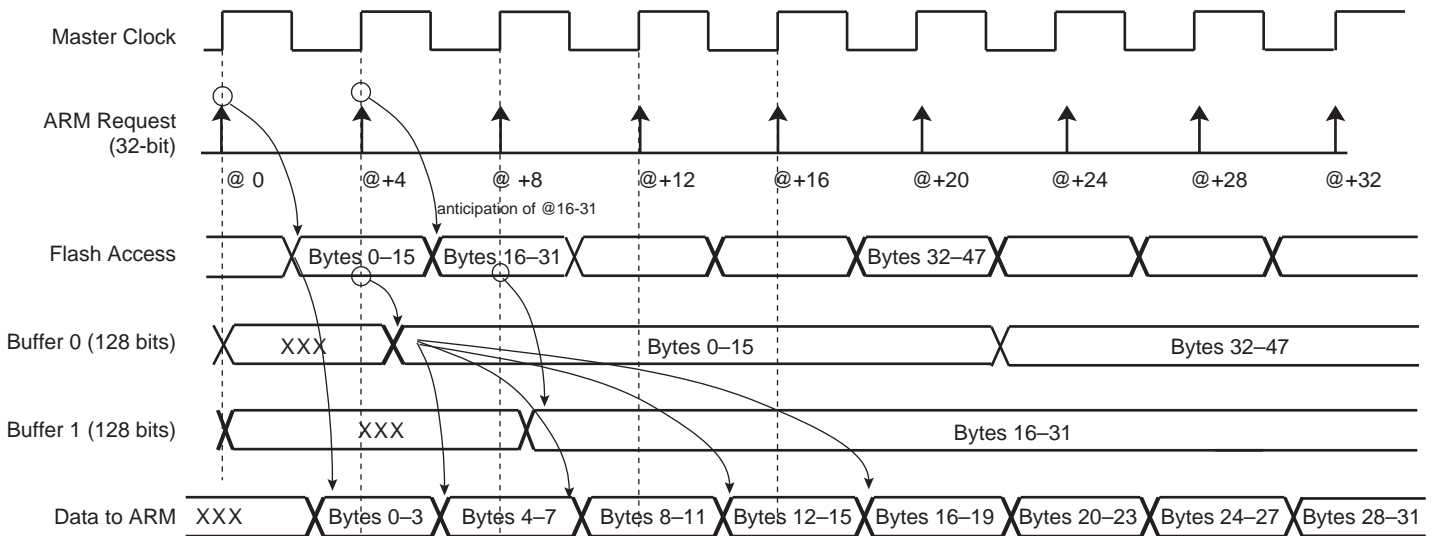 Master Clock
ARM Request
(32-bit)
@ 0 @+4 @ +8 @+12 @+16 @+20 @+24 @+28 @+32
anticipation of @16-31
Flash Access Bytes 0–15 Bytes 16–31 Bytes 32–47
Buffer 0 (128 bits) XXX Bytes 0–15 Bytes 32–47
Buffer 1 (128 bits) XXX Bytes 16–31
Data to ARM XXX Bytes 0–3 Bytes 4–7 Bytes 8–11 Bytes 12–15 Bytes 16–19 Bytes 20–23 Bytes 24–27 Bytes 28–31